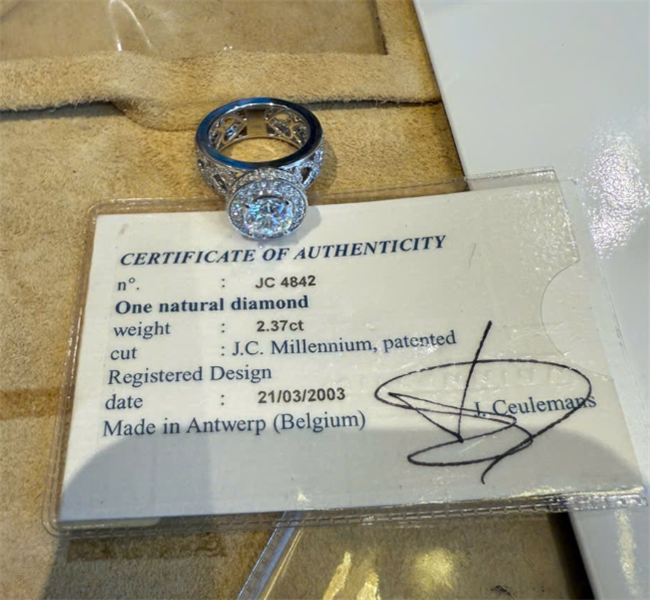 CERTIFICATE OF AUTHENTICITY
n°. : JC 4842
One natural diamond
weight : 2.37ct
cut : J.C. Millennium, patented
Registered Design
date : 21/03/2003
J. Ceulemans
Made in Antwerp (Belgium)